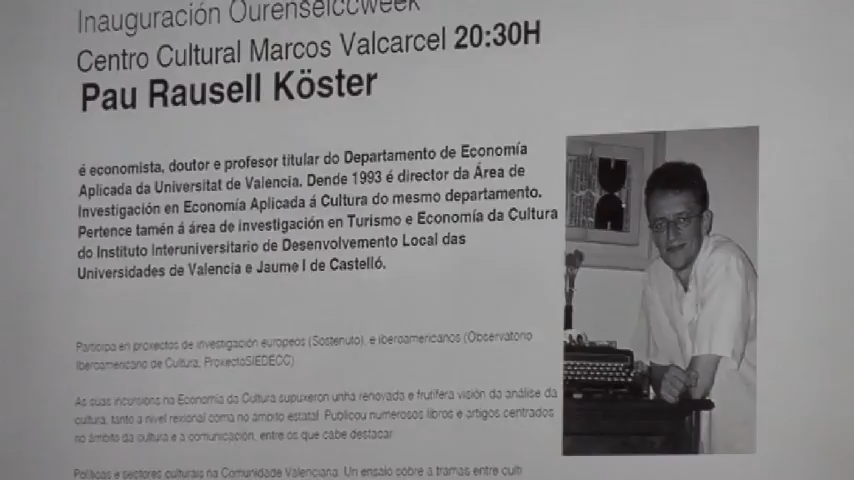 Inauguración Ourenseiccweek
Centro Cultural Marcos Valcarcel 20:30H
Pau Rausell Köster
é economista, doutor e profesor titular do Departamento de Economía
Aplicada da Universitat de Valencia. Dende 1993 é director da Área de
Investigación en Economía Aplicada á Cultura do mesmo departamento.
Pertence tamén á área de investigación en Turismo e Economía da Cultura
do Instituto Interuniversitario de Desenvolvemento Local das
Universidades de Valencia e Jaume I de Castelló.
Participa en proxectos de investigación europeos (Sostenuto), e iberoamericanos (Observatorio
Iberoamericano de Cultura, ProxectoSIEDECC)
As suas incursions na Economía da Cultura supuxeron unha renovada e frutífera visión da análise da
cultura, tanto a nivel rexional coma no ámbito estatal. Publicou numerosos libros e artigos centrados
no ámbito da cultura e a comunicación, entre os que cabe destacar
Políticas e sectores culturais na Comunidade Valenciana. Un ensaio sobre a tramas entre cult